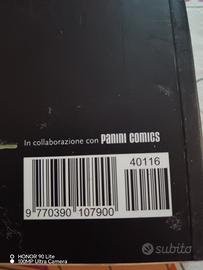 In collaborazione con PANINI COMICS
40116
9 770390 107900
HONOR 90 Lite
100MP Ultra Camera
subito